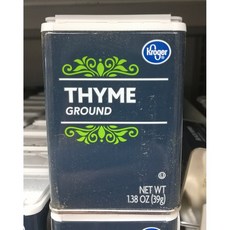 Kroger
THYME
GROUND
NET WT
1.38 OZ (39g)